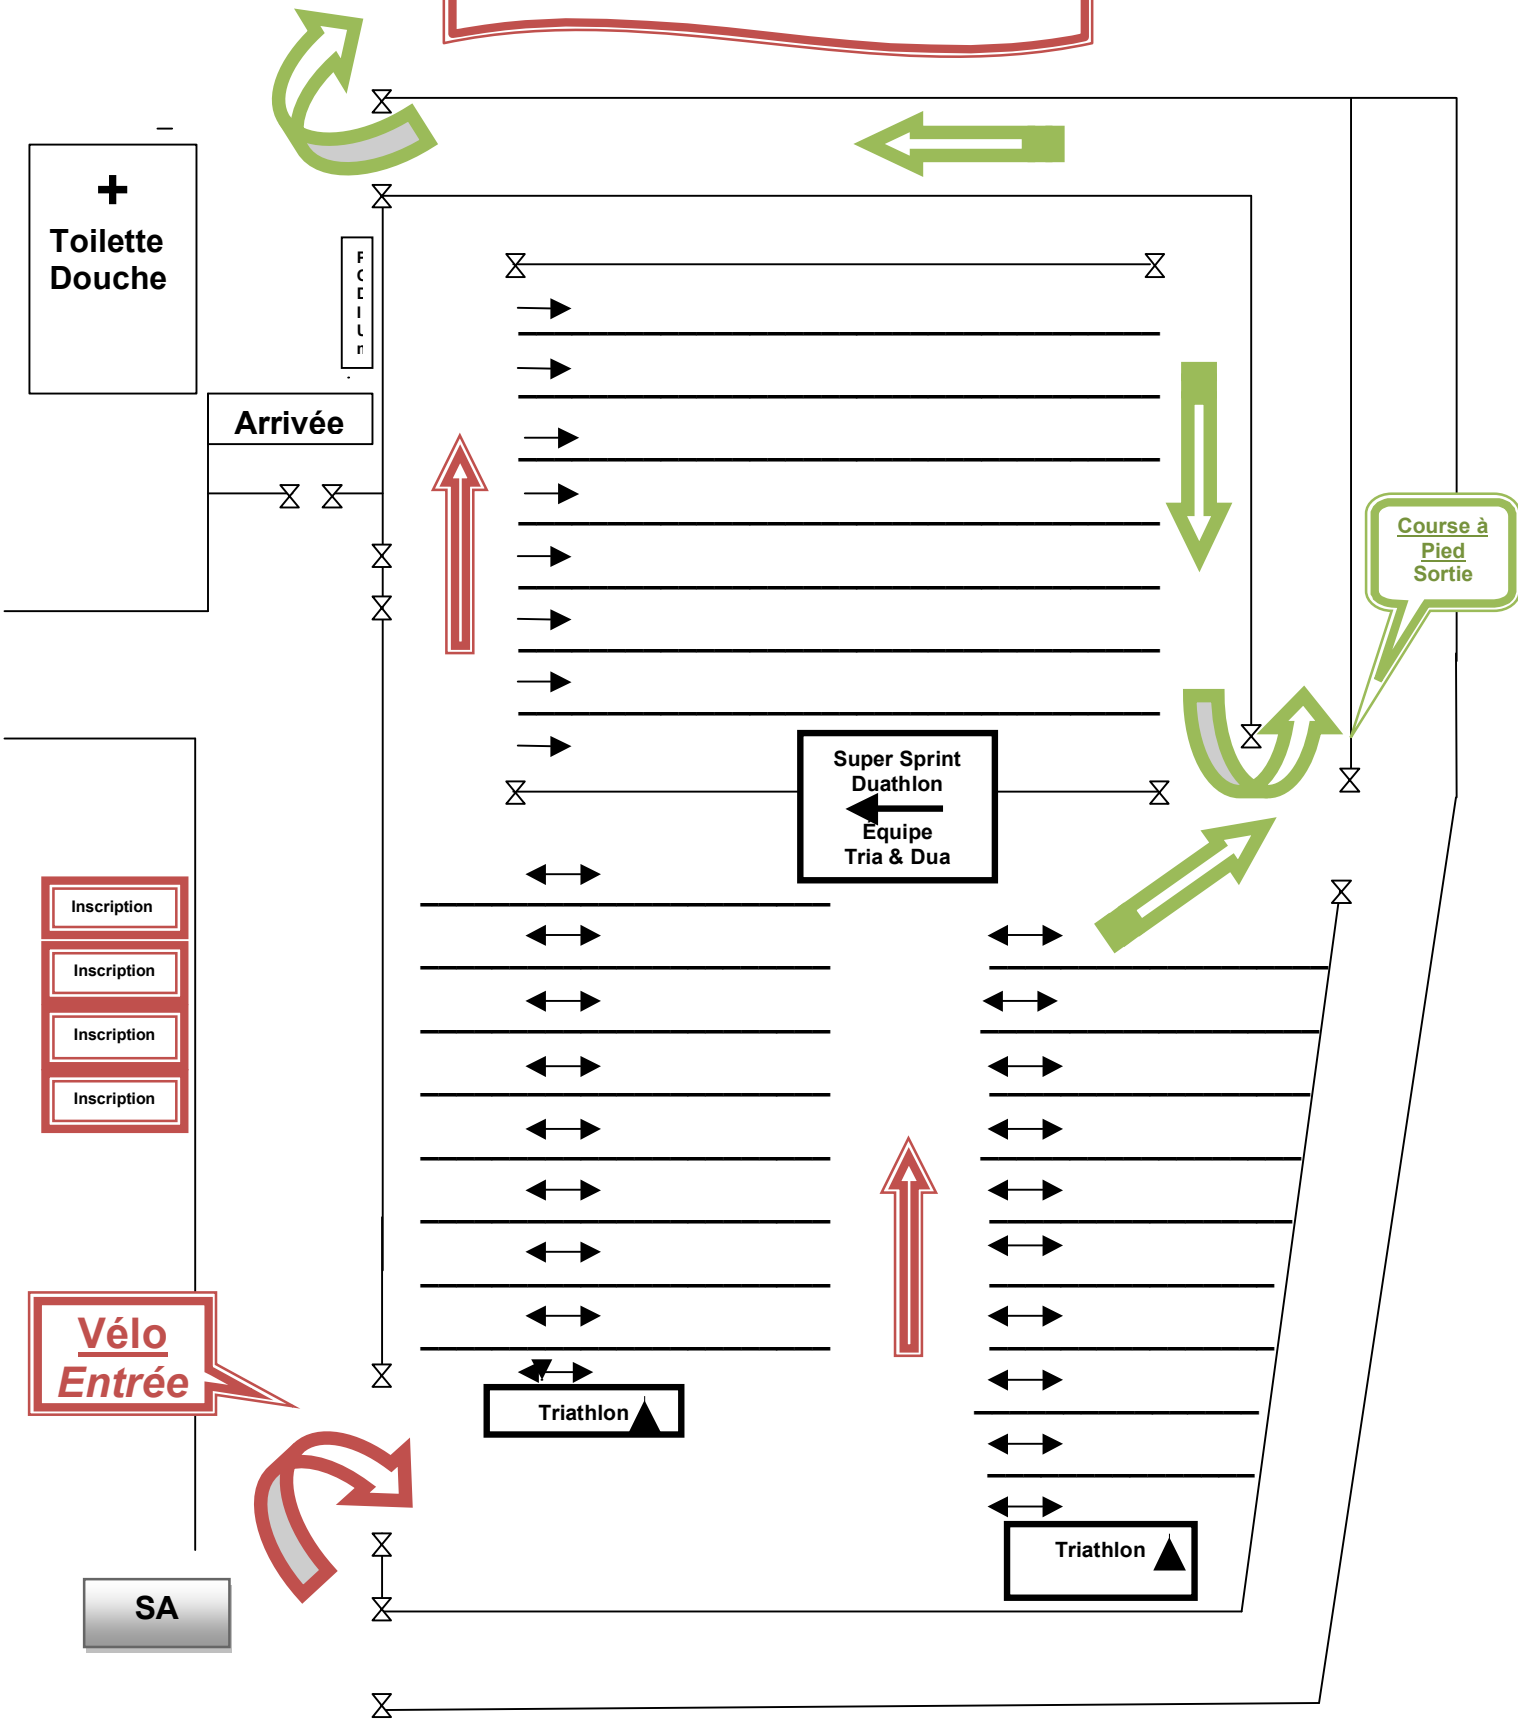 +
Toilette
Douche
PODIUm
Arrivée
Course à
Pied
Sortie
Super Sprint
Duathlon
Equipe
Tria & Dua
Inscription
Inscription
Inscription
Inscription
Vélo
Entrée
Triathlon
Triathlon
SA